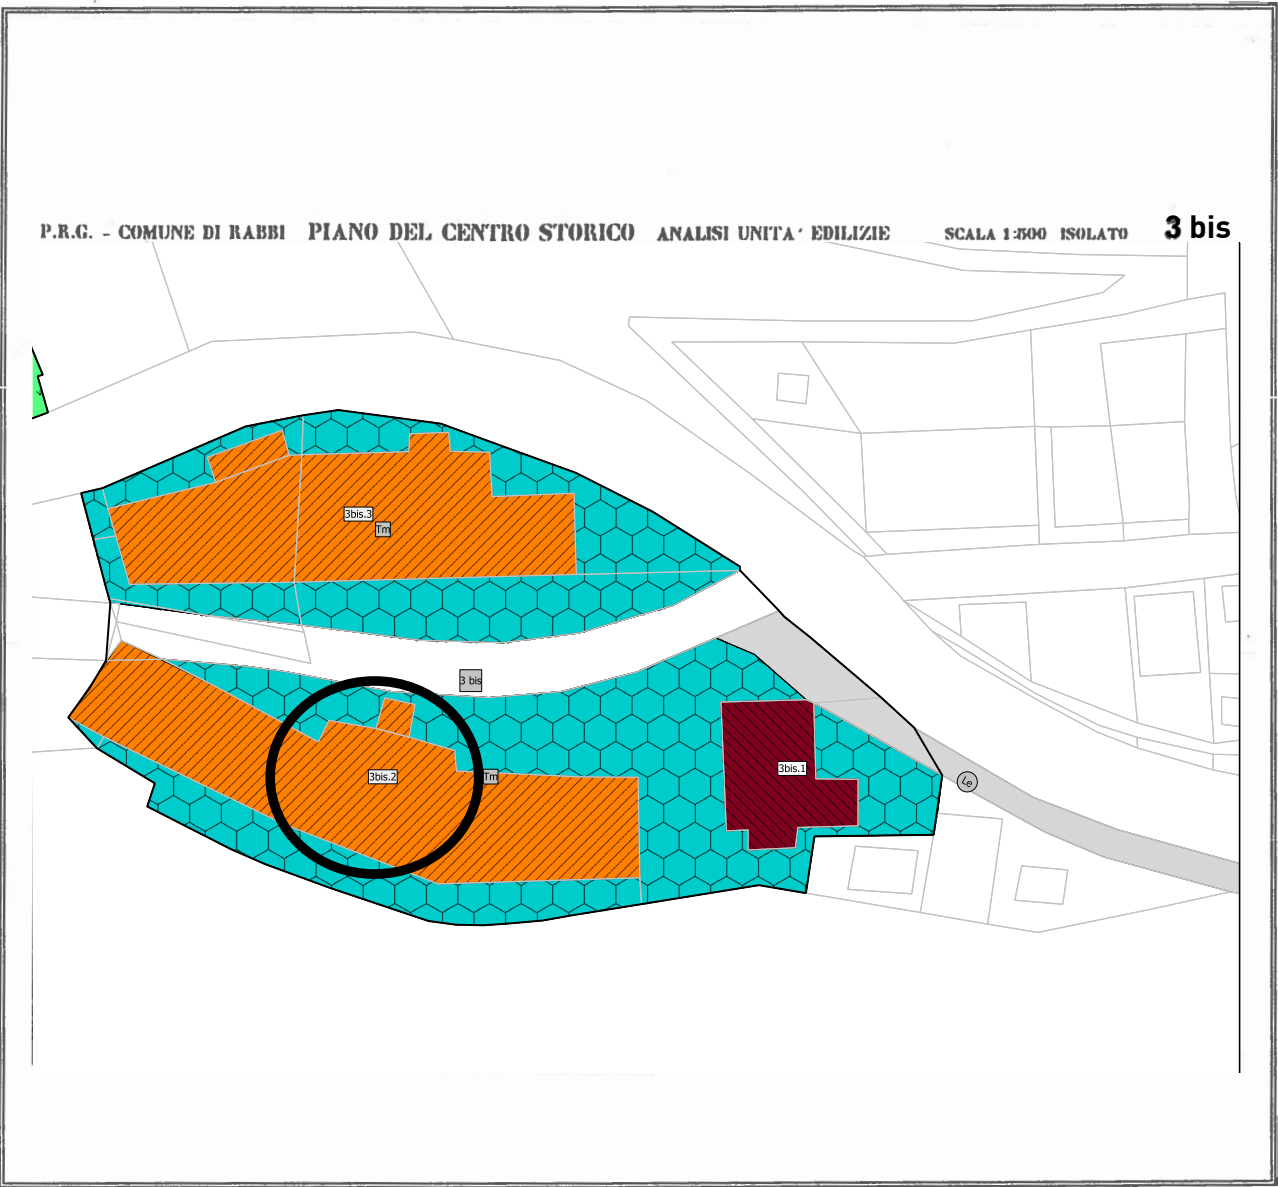 P.R.G. - COMUNE DI RABBI PIANO DEL CENTRO STORICO ANALISI UNITA' EDILIZIE SCALA 1:500 ISOLATO 3 bis
3bis.3
Tm
3 bis
3bis.2
Tm
3bis.1
Le